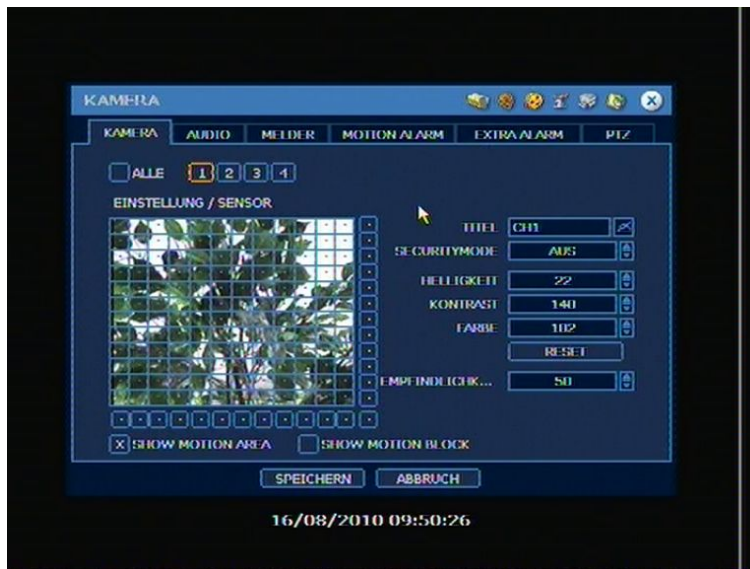 KAMERA
KAMERA AUDIO MELDER MOTION ALARM EXTRA ALARM PTZ
ALLE 1 2 3 4
EINSTELLUNG / SENSOR
TITEL CH1
SECURITYMODE AUS
HELLIGKEIT 22
KONTRAST 140
FARBE 102
RESET
EMPFINDLICHK... 50
X SHOW MOTION AREA SHOW MOTION BLOCK
SPEICHERN ABBRUCH
16/08/2010 09:50:26